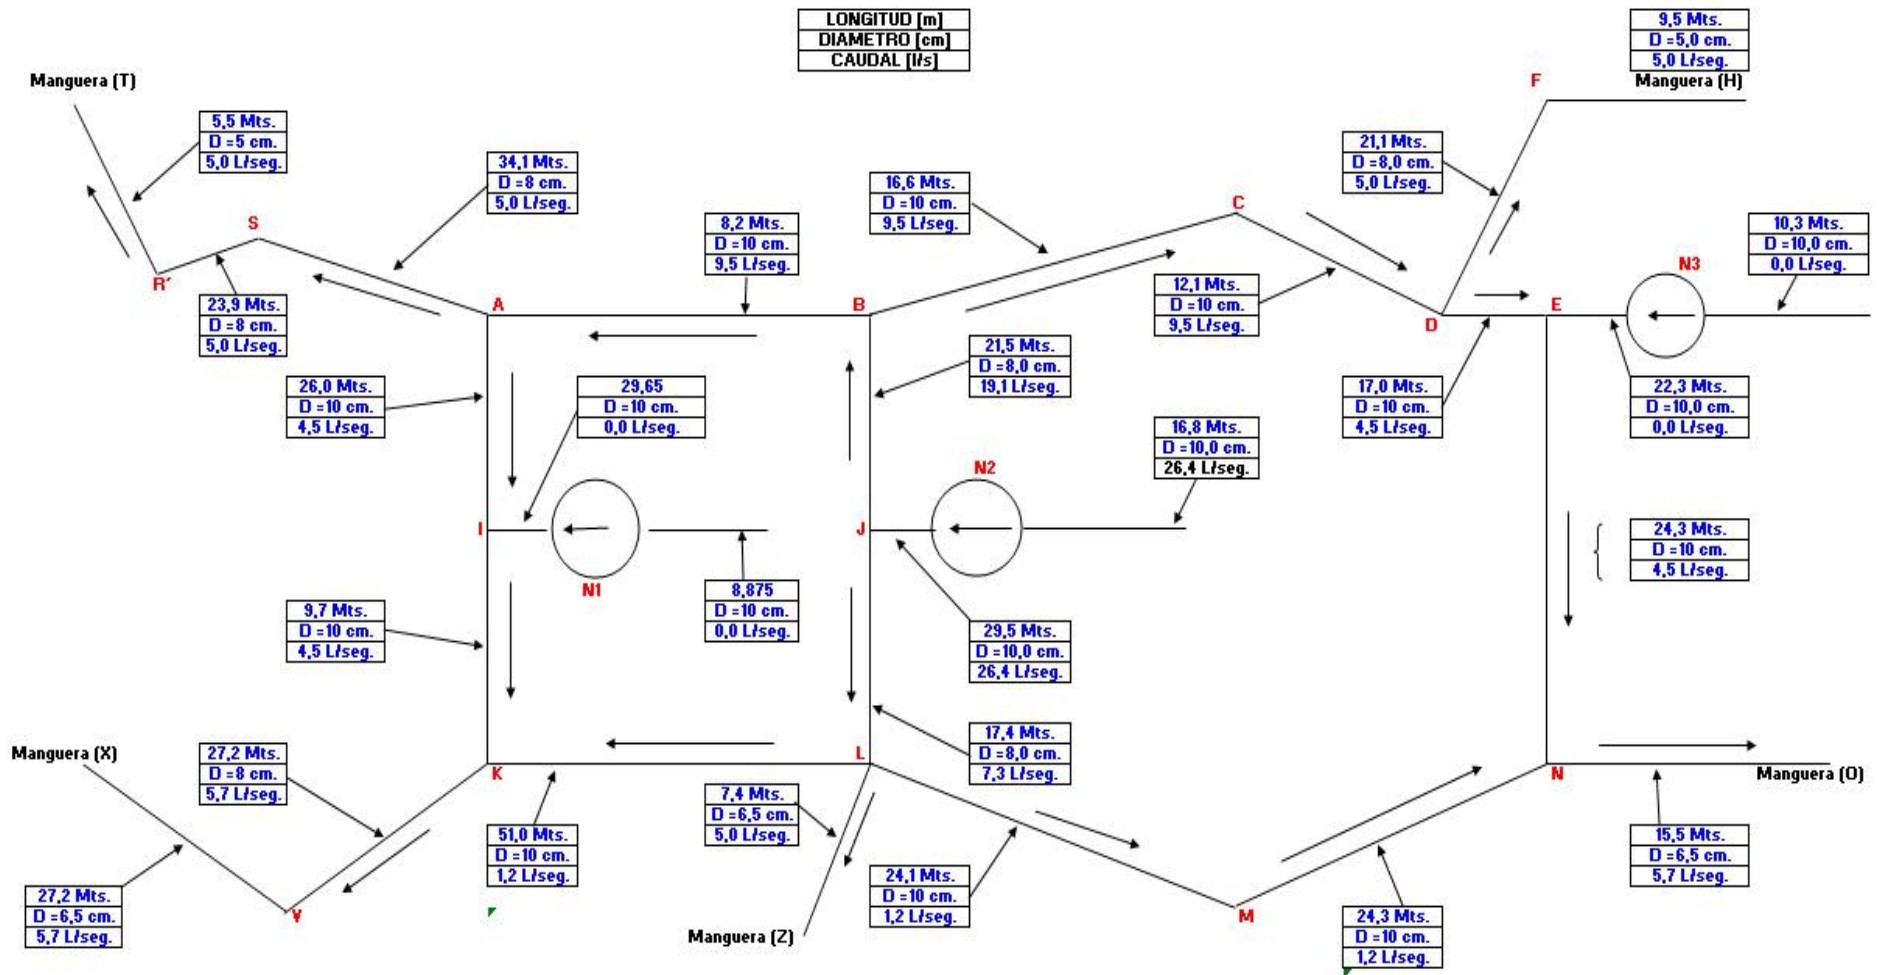 LONGITUD [m]
DIAMETRO [cm]
CAUDAL [l/s]
9,5 Mts.
D =5,0 cm.
5,0 L/seg.
Manguera (H)
Manguera (T)
F
5,5 Mts.
D =5 cm.
5,0 L/seg.
34,1 Mts.
D =8 cm.
5,0 L/seg.
21,1 Mts.
D =8,0 cm.
5,0 L/seg.
16,6 Mts.
D =10 cm.
9,5 L/seg.
S
8,2 Mts.
D =10 cm.
9,5 L/seg.
C
10,3 Mts.
D =10,0 cm.
0,0 L/seg.
R´
23,9 Mts.
D =8 cm.
5,0 L/seg.
A
B
12,1 Mts.
D =10 cm.
9,5 L/seg.
N3
D
E
26,0 Mts.
D =10 cm.
4,5 L/seg.
29,65
D =10 cm.
0,0 L/seg.
21,5 Mts.
D =8,0 cm.
19,1 L/seg.
17,0 Mts.
D =10 cm.
4,5 L/seg.
22,3 Mts.
D =10,0 cm.
0,0 L/seg.
16,8 Mts.
D =10,0 cm.
26,4 L/seg.
N2
I
J
N1
24,3 Mts.
D =10 cm.
4,5 L/seg.
9,7 Mts.
D =10 cm.
4,5 L/seg.
8,875
D =10 cm.
0,0 L/seg.
29,5 Mts.
D =10,0 cm.
26,4 L/seg.
Manguera (X)
27,2 Mts.
D =8 cm.
5,7 L/seg.
K
L
17,4 Mts.
D =8,0 cm.
7,3 L/seg.
N
Manguera (O)
51,0 Mts.
D =10 cm.
1,2 L/seg.
7,4 Mts.
D =6,5 cm.
5,0 L/seg.
15,5 Mts.
D =6,5 cm.
5,7 L/seg.
27,2 Mts.
D =6,5 cm.
5,7 L/seg.
V
Manguera (Z)
24,1 Mts.
D =10 cm.
1,2 L/seg.
M
24,3 Mts.
D =10 cm.
1,2 L/seg.